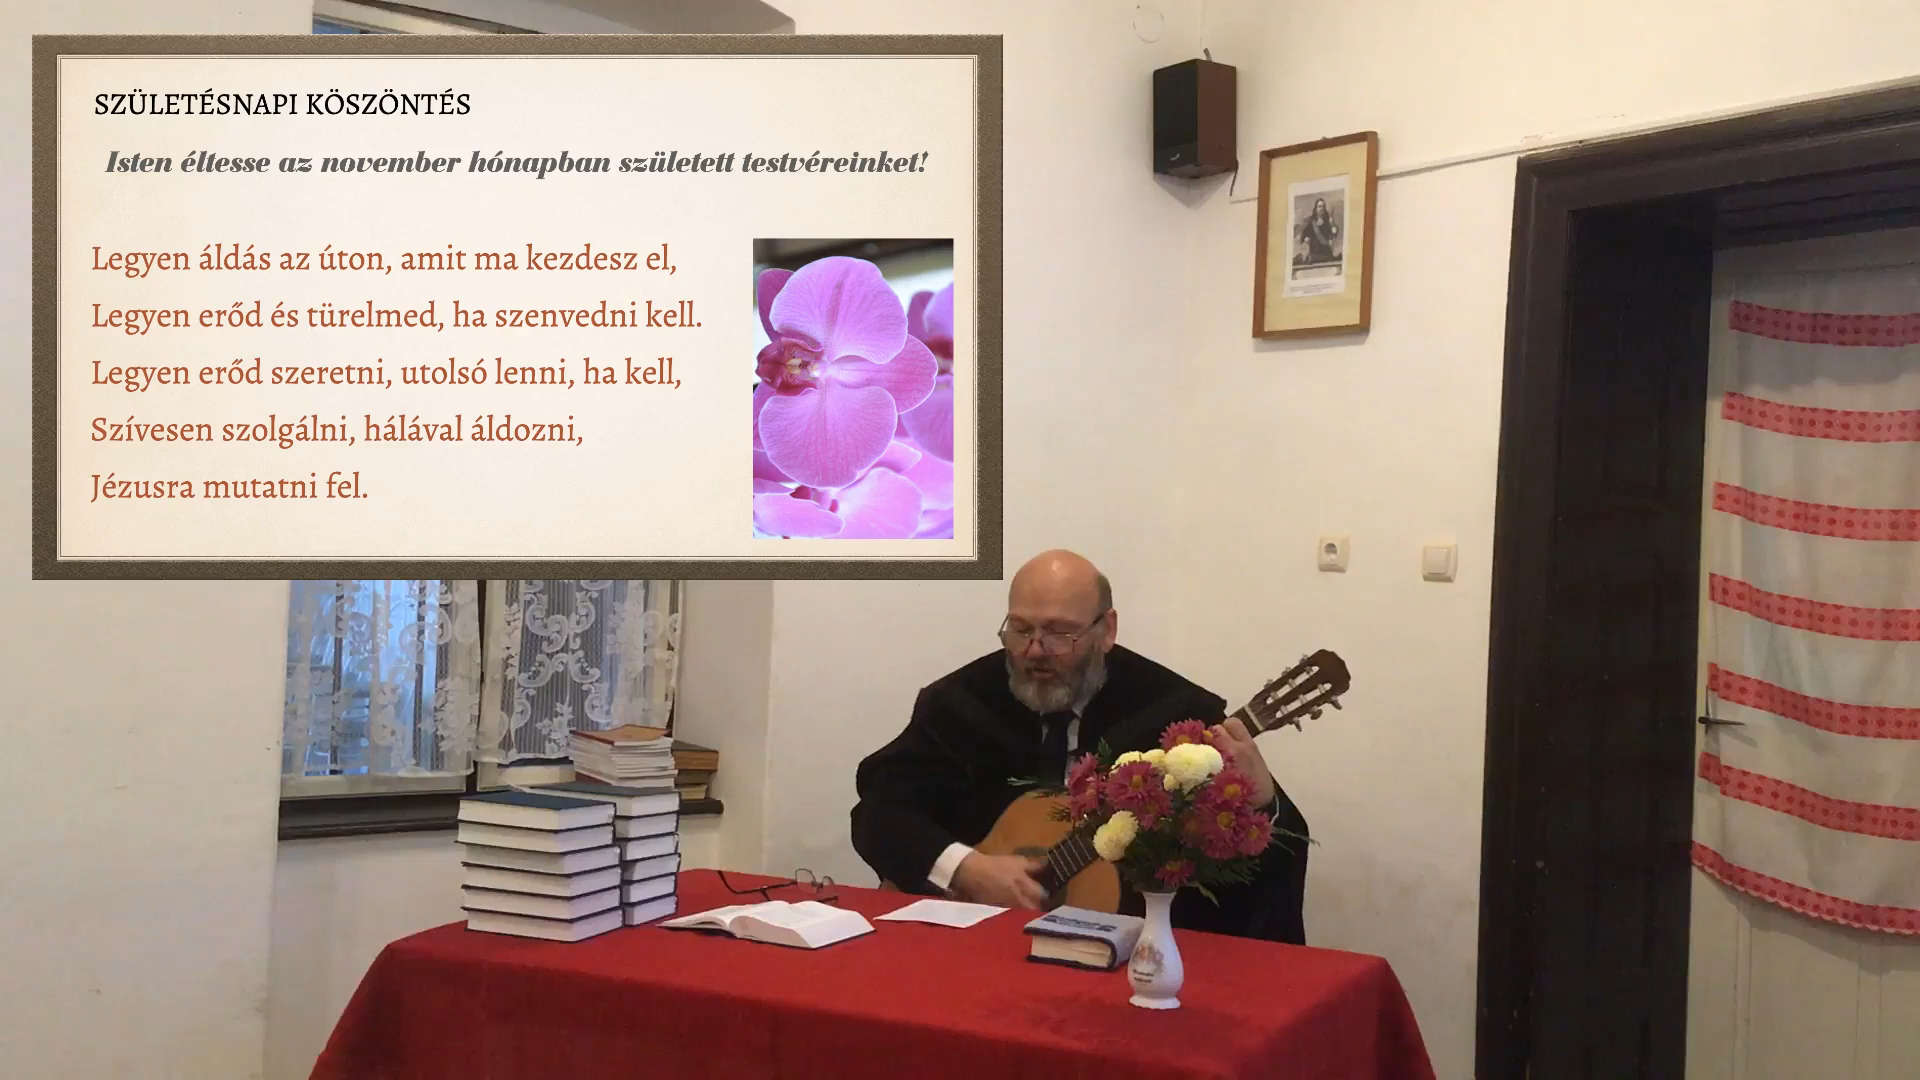 SZÜLETÉSNAPI KÖSZÖNTÉS
Isten éltesse az november hónapban született testvéreinket!
Legyen áldás az úton, amit ma kezdesz el,
Legyen erőd és türelmed, ha szenvedni kell.
Legyen erőd szeretni, utolsó lenni, ha kell,
Szívesen szolgálni, hálával áldozni,
Jézusra mutatni fel.